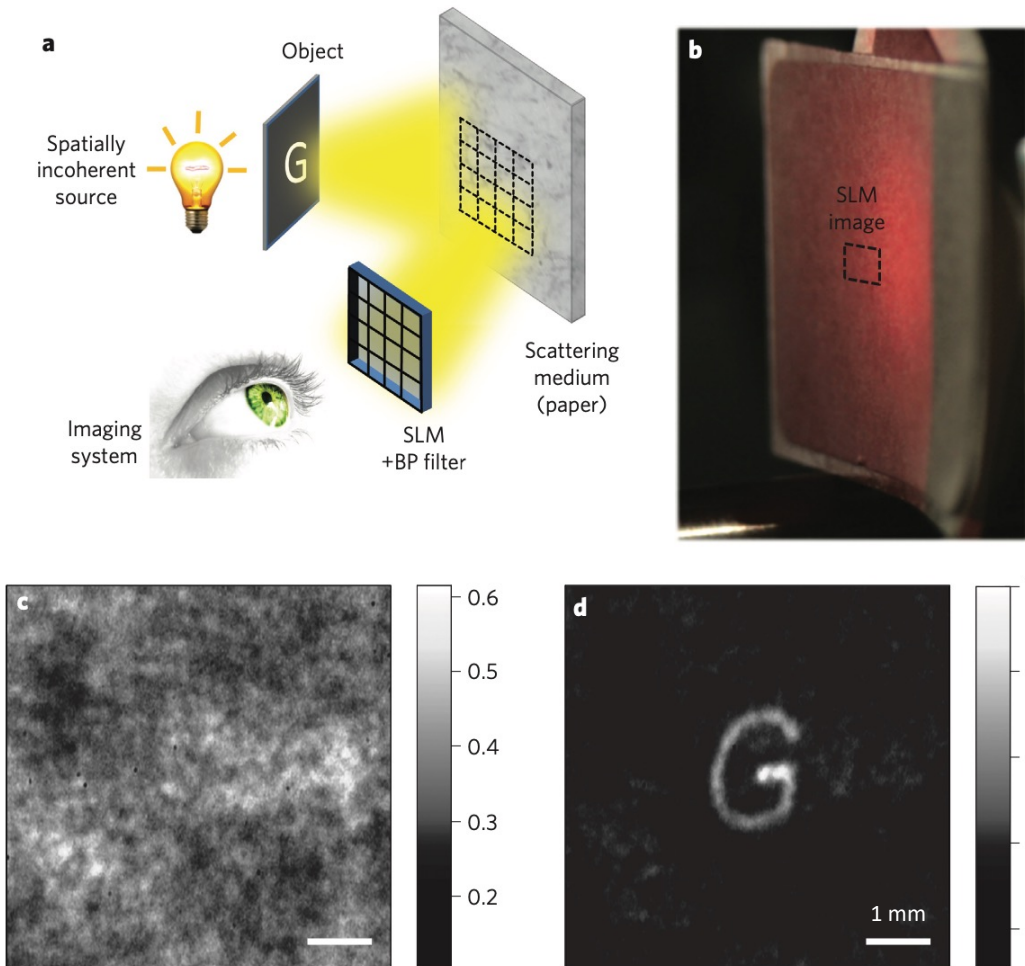 a
Object
Spatially
incoherent
source
G
Scattering
medium
(paper)
Imaging
system
SLM
+BP filter
b
SLM
image
c
0.6
0.5
0.4
0.3
0.2
d
G
1 mm